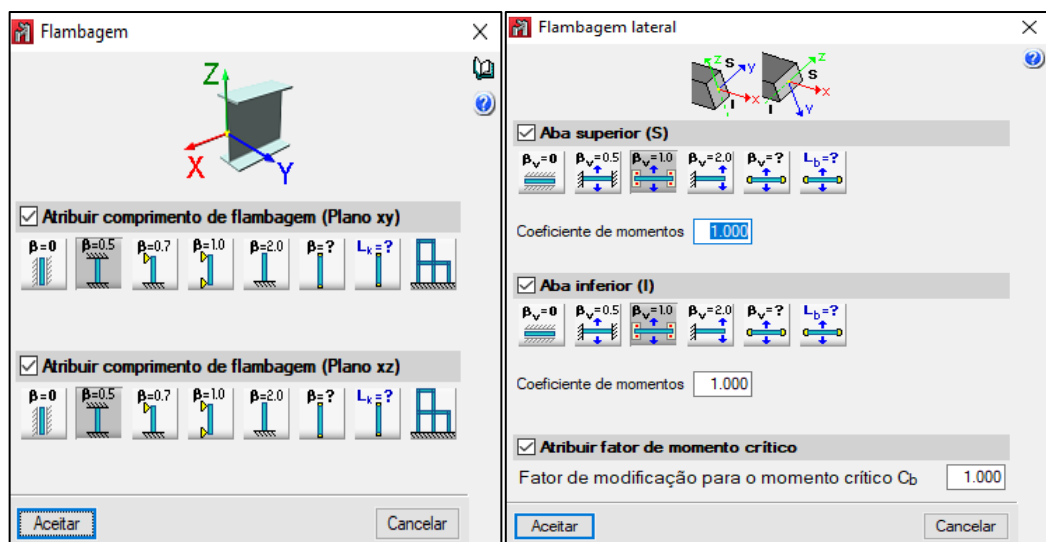 Flambagem
Z
X
Y
Atribuir comprimento de flambagem (Plano xy)
β=0 β=0.5 β=0.7 β=1.0 β=2.0 β=? Lk=?
Atribuir comprimento de flambagem (Plano xz)
β=0 β=0.5 β=0.7 β=1.0 β=2.0 β=? Lk=?
Aceitar Cancelar
Flambagem lateral
Z S Y X I Z S X I Y
Aba superior (S)
βv=0 βv=0.5 βv=1.0 βv=2.0 βv=? Lb=?
Coeficiente de momentos 1.000
Aba inferior (I)
βv=0 βv=0.5 βv=1.0 βv=2.0 βv=? Lb=?
Coeficiente de momentos 1.000
Atribuir fator de momento crítico
Fator de modificação para o momento crítico Cb 1.000
Aceitar Cancelar